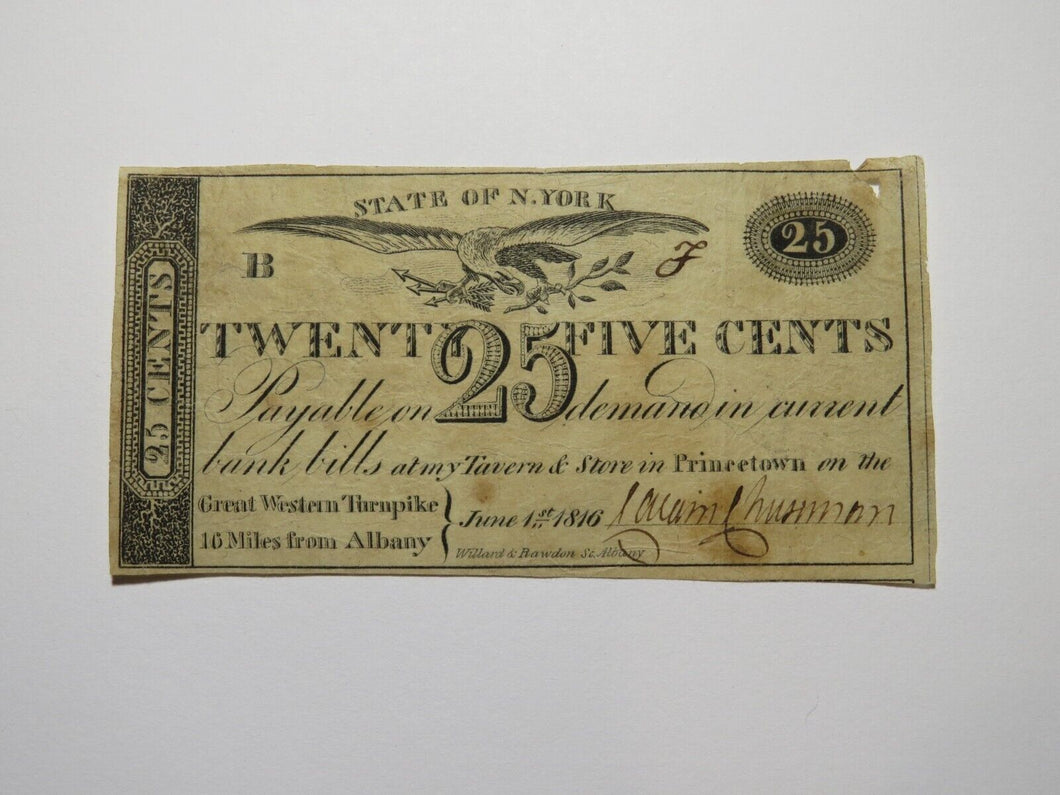 STATE OF N. YORK
B
25
25 CENTS
TWENTY 25 FIVE CENTS
Payable on demand in current
bank bills at my Tavern & Store in Princetown on the
Great Western Turnpike
16 Miles from Albany
June 1st 1816
Willard & Rawdon Sc. Albany